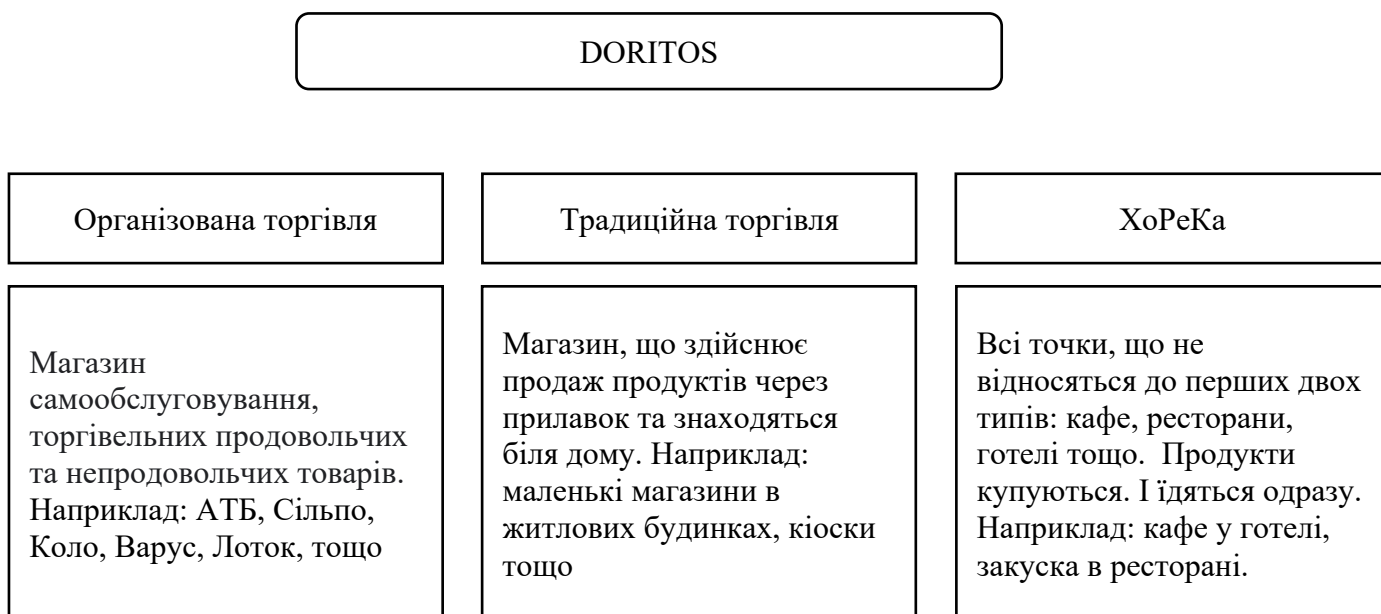 DORITOS
Організована торгівля
Традиційна торгівля
ХоРеКа
Магазин
самообслуговування,
торгівельних продовольчих
та непродовольчих товарів.
Наприклад: АТБ, Сільпо,
Коло, Варус, Лоток, тощо
Магазин, що здійснює
продаж продуктів через
прилавок та знаходяться
біля дому. Наприклад:
маленькі магазини в
житлових будинках, кіоски
тощо
Всі точки, що не
відносяться до перших двох
типів: кафе, ресторани,
готелі тощо.  Продукти
купуються. І їдяться одразу.
Наприклад: кафе у готелі,
закуска в ресторані.